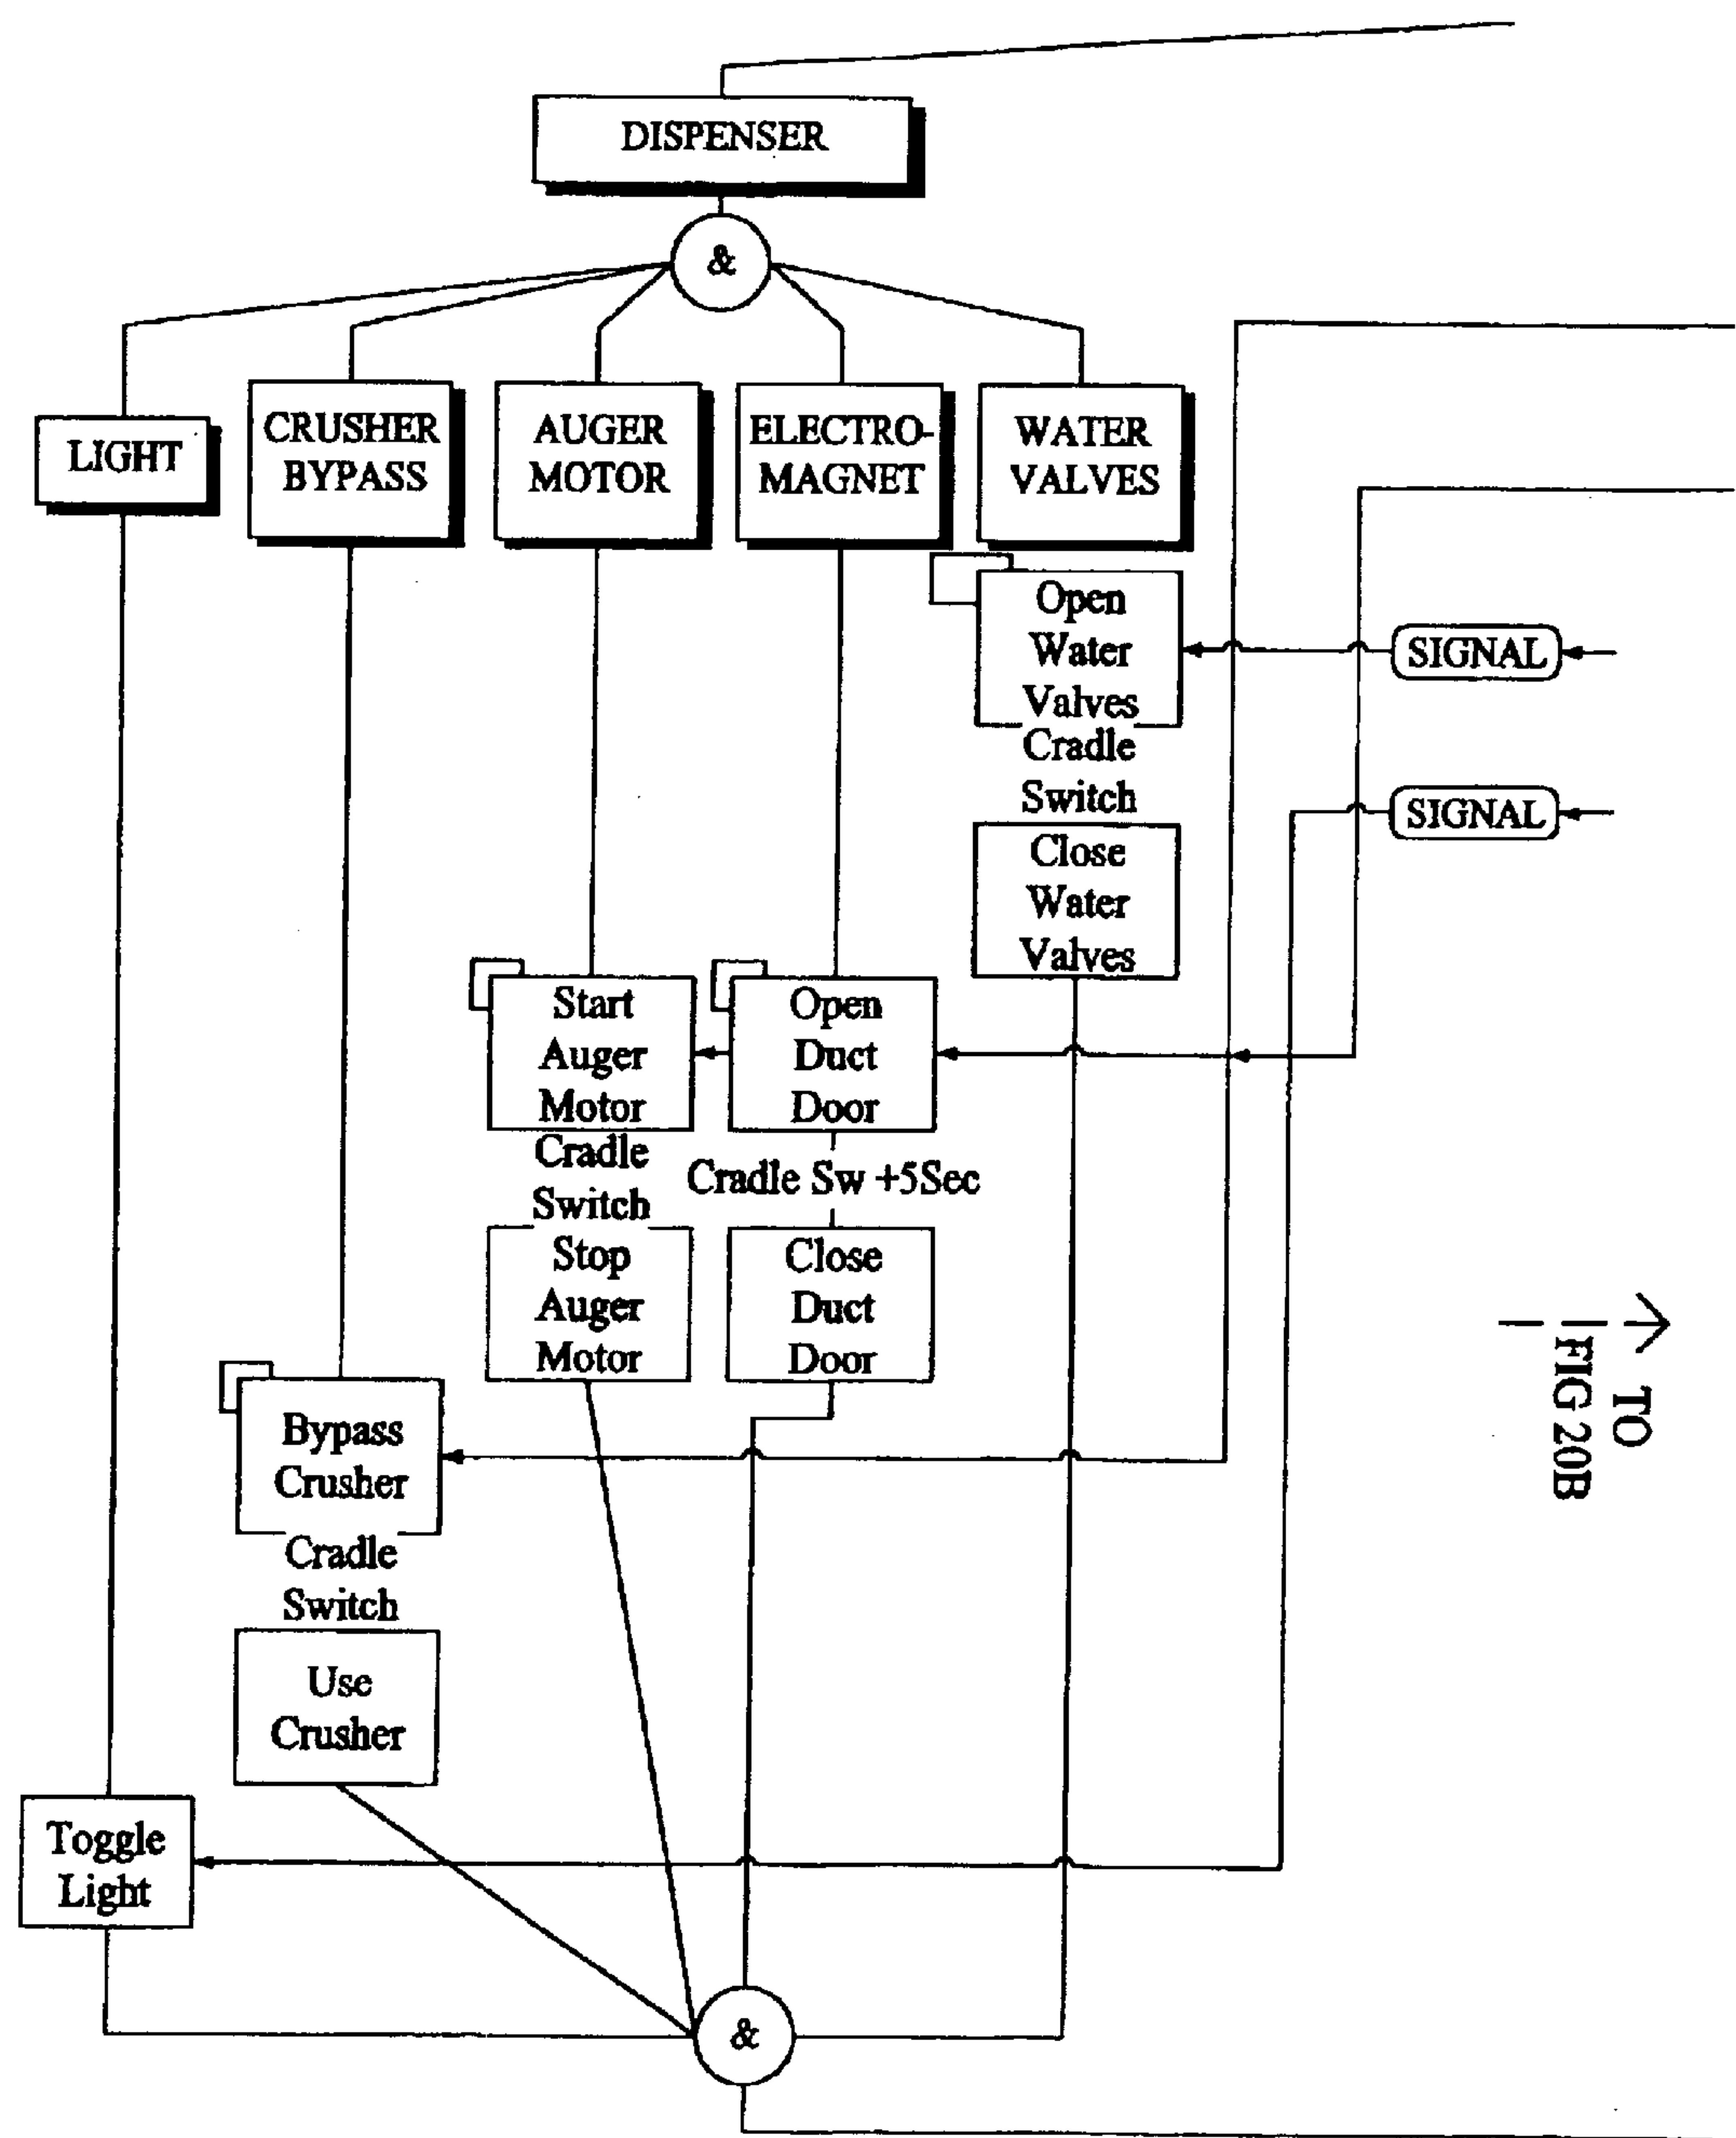 DISPENSER
&
LIGHT
CRUSHER
BYPASS
AUGER
MOTOR
ELECTRO-
MAGNET
WATER
VALVES
Open
Water
Valves
Cradle
Switch
Close
Water
Valves
SIGNAL
SIGNAL
Start
Auger
Motor
Cradle
Switch
Stop
Auger
Motor
Open
Duct
Door
Cradle Sw +5Sec
Close
Duct
Door
Bypass
Crusher
Cradle
Switch
Use
Crusher
Toggle
Light
&
TO
FIG 20B